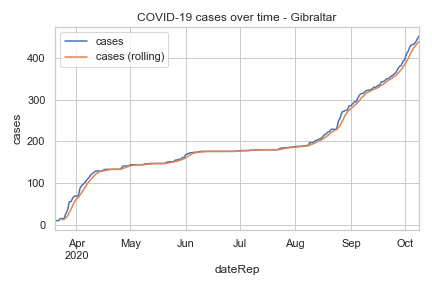 COVID-19 cases over time - Gibraltar
cases
cases (rolling)
400
300
200
100
0
cases
Apr
2020
May
Jun
Jul
Aug
Sep
Oct
dateRep